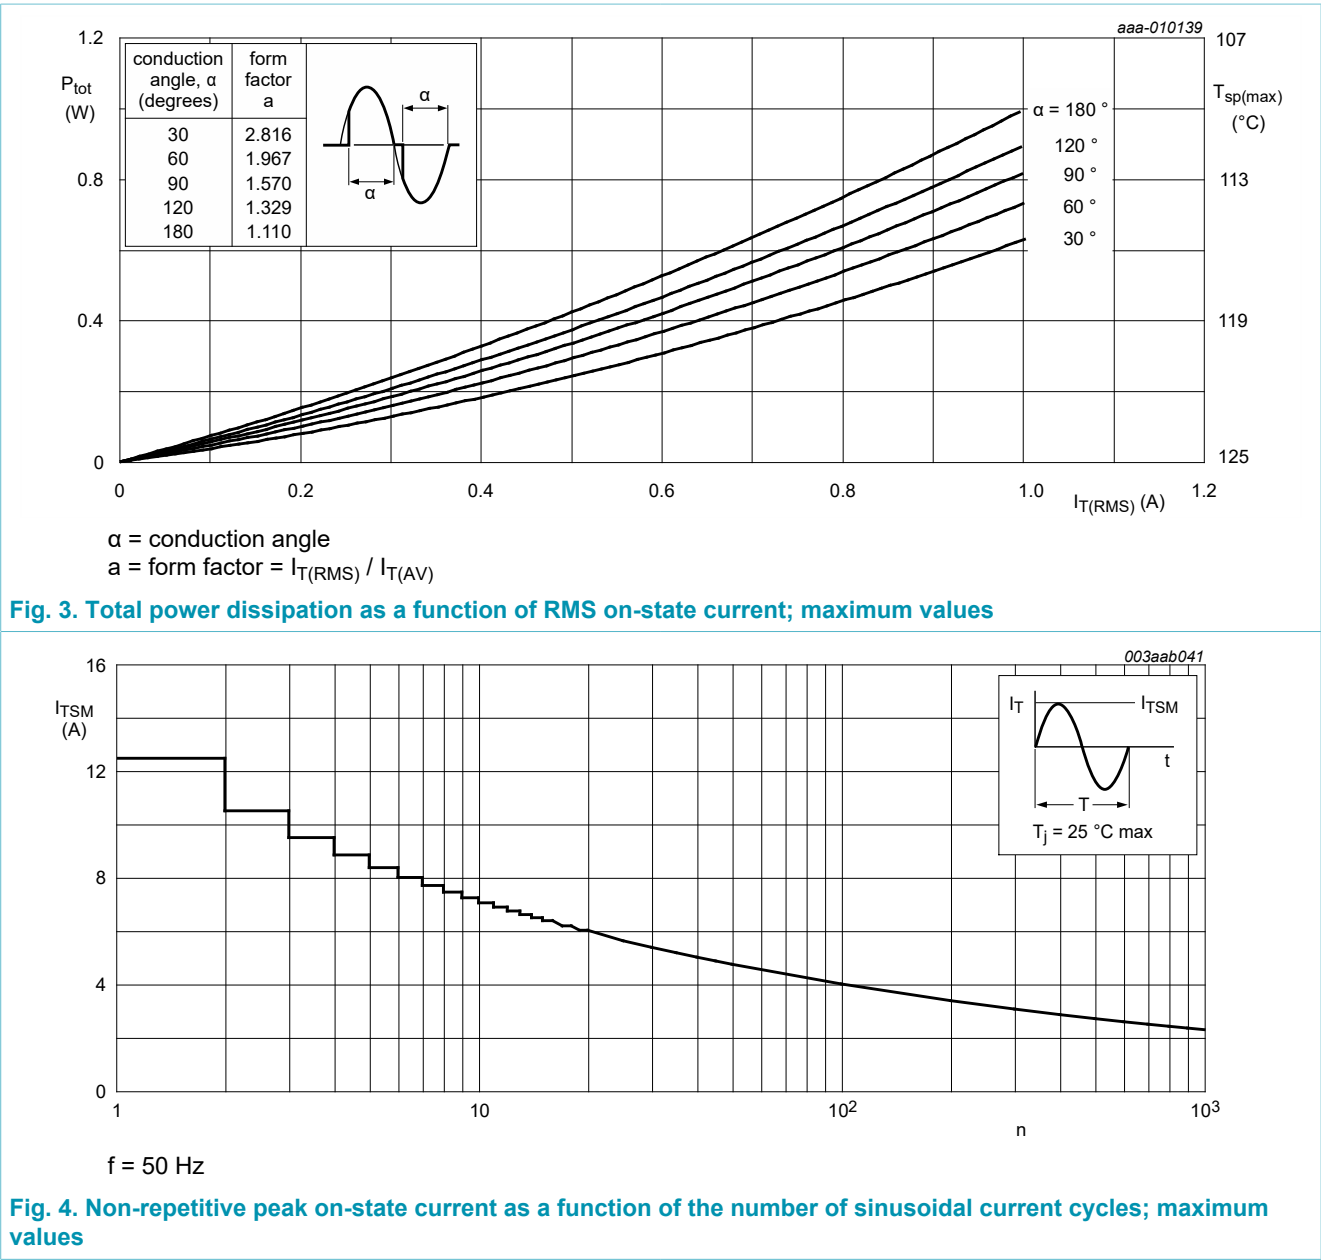 aaa-010139
1.2
107
Ptot
(W)
Tsp(max)
(°C)
conduction angle, α (degrees)
form factor a
30 2.816
60 1.967
90 1.570
120 1.329
180 1.110
α
α
α = 180 °
120 °
90 °
60 °
30 °
0.8
113
0.4
119
0
125
0 0.2 0.4 0.6 0.8 1.0 1.2
IT(RMS) (A)
α = conduction angle
a = form factor = IT(RMS) / IT(AV)
Fig. 3. Total power dissipation as a function of RMS on-state current; maximum values
003aab041
16
ITSM
(A)
12
8
4
0
IT
ITSM
t
T
Tj = 25 °C max
1 10 10² 10³
n
f = 50 Hz
Fig. 4. Non-repetitive peak on-state current as a function of the number of sinusoidal current cycles; maximum
values